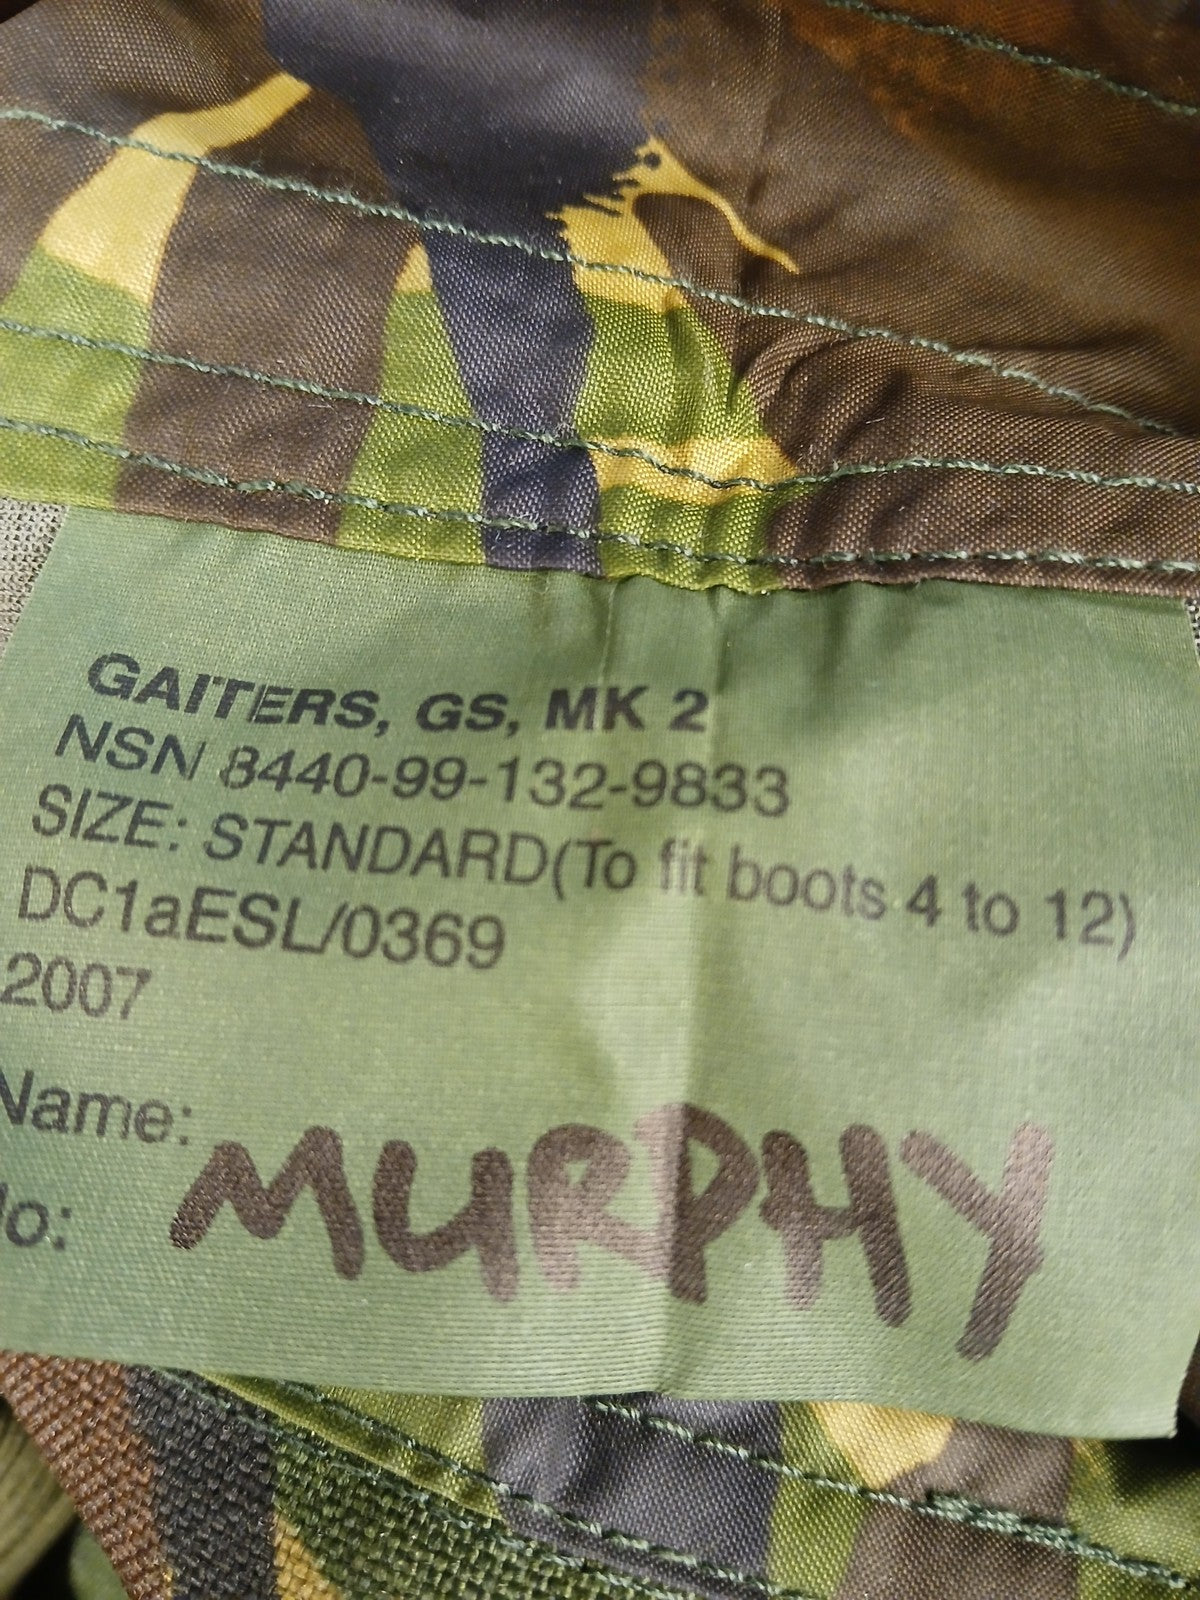 GAITERS, GS, MK 2
NSN 8440-99-132-9833
SIZE: STANDARD(To fit boots 4 to 12)
DC1aESL/0369
2007
Name: MURPHY
No: